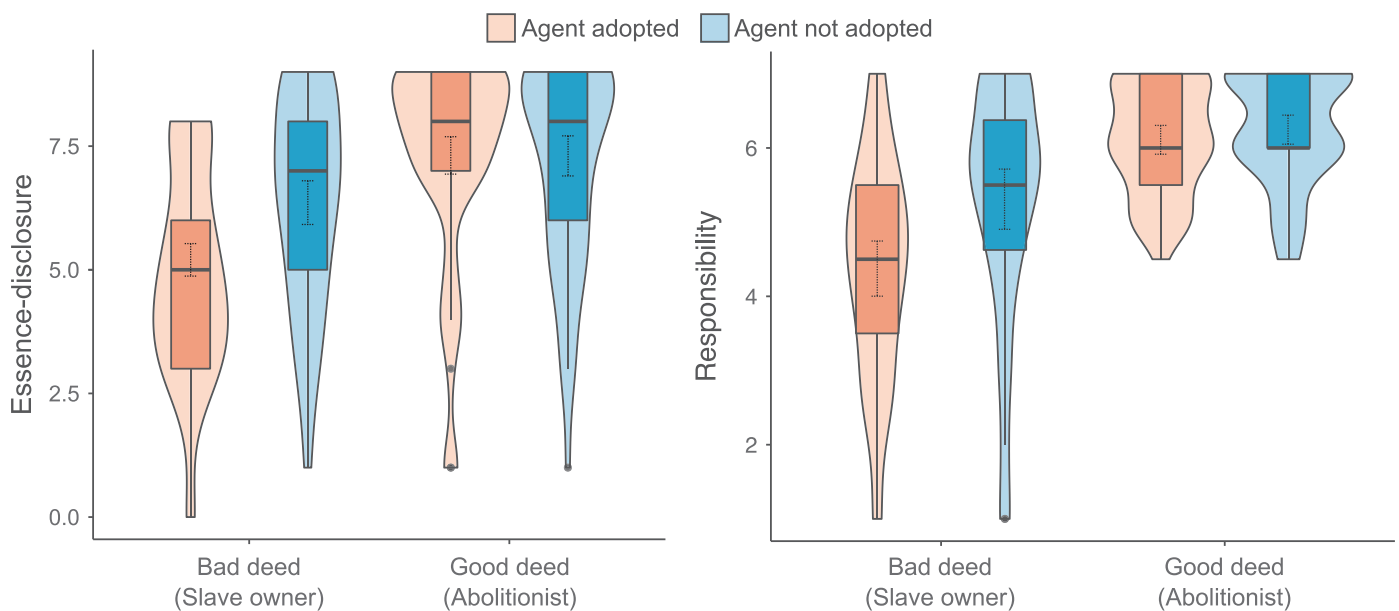 Agent adopted Agent not adopted
Essence-disclosure
7.5
5.0
2.5
0.0
Bad deed
(Slave owner)
Good deed
(Abolitionist)
Responsibility
6
4
2
Bad deed
(Slave owner)
Good deed
(Abolitionist)